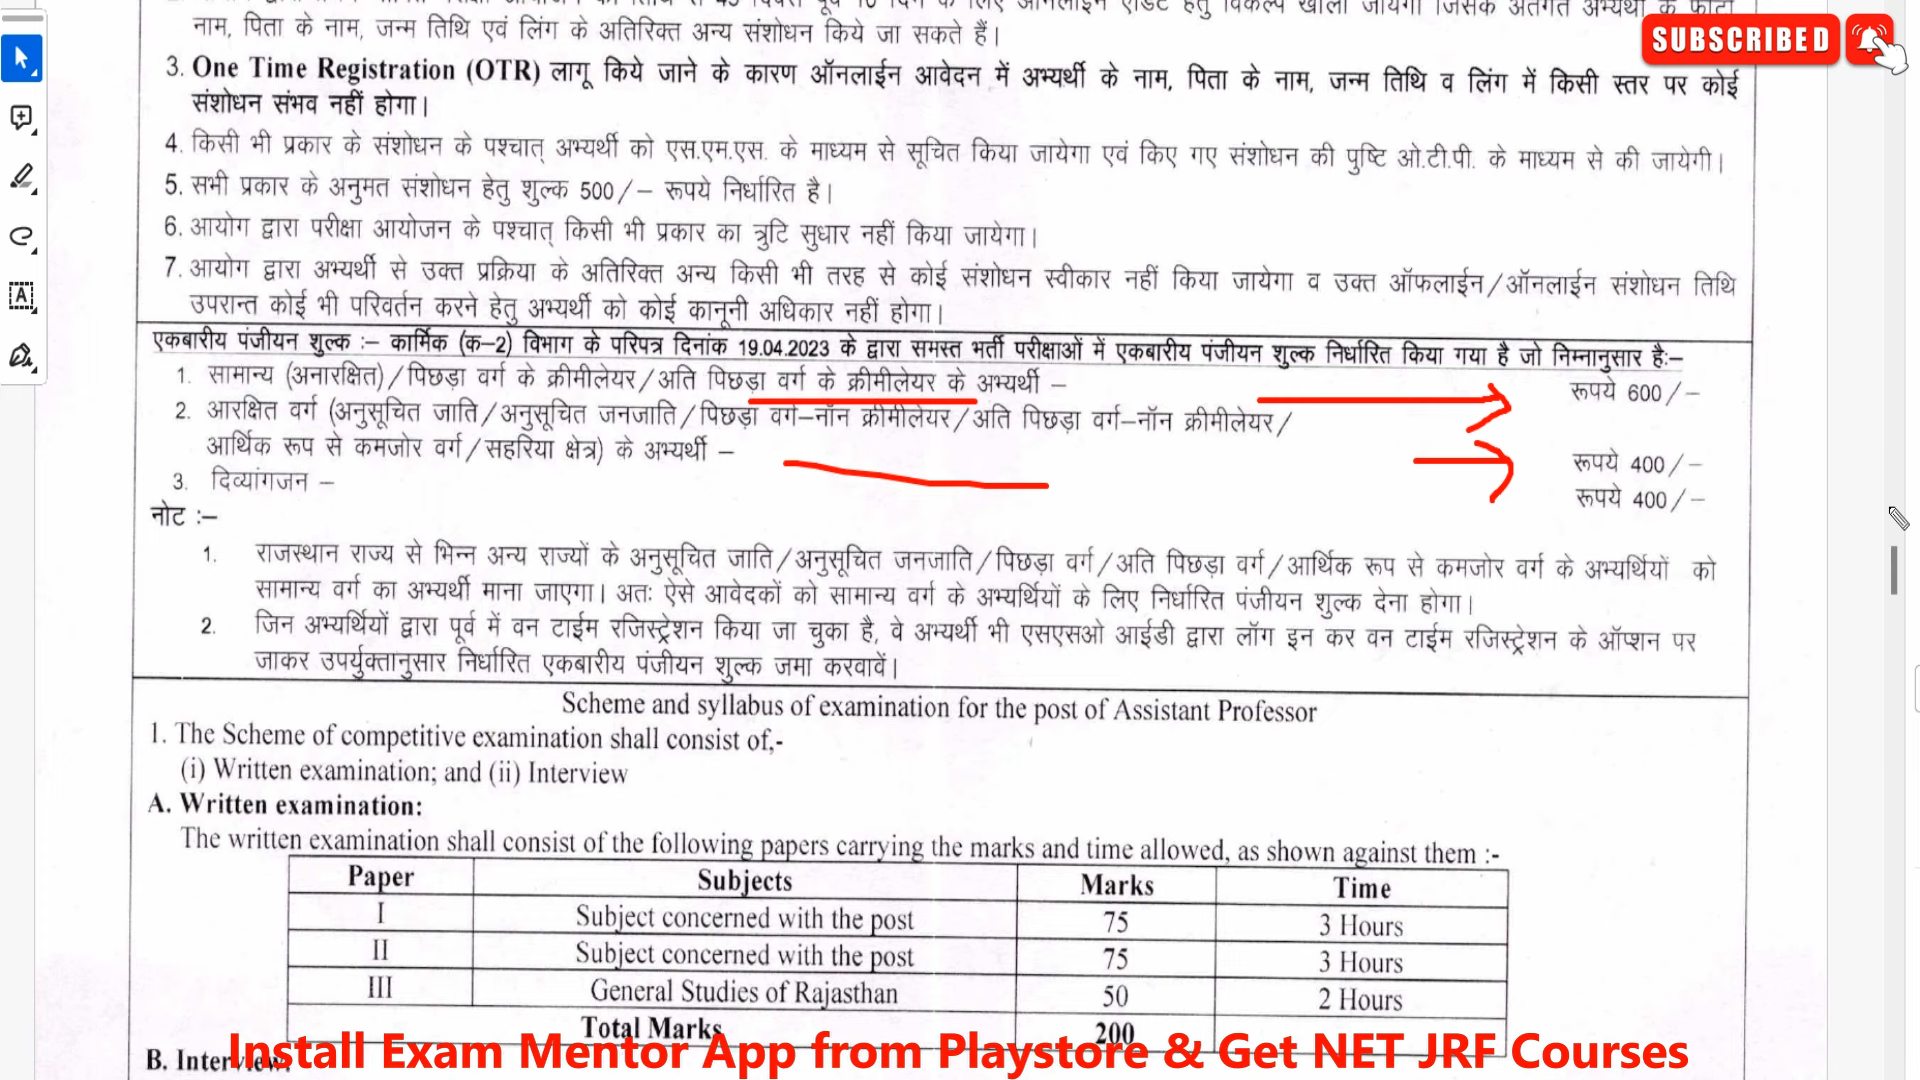 SUBSCRIBED
नाम, पिता के नाम, जन्म तिथि एवं लिंग के अतिरिक्त अन्य संशोधन किये जा सकते हैं।
3. One Time Registration (OTR) लागू किये जाने के कारण ऑनलाईन आवेदन में अभ्यर्थी के नाम, पिता के नाम, जन्म तिथि व लिंग में किसी स्तर पर कोई
संशोधन संभव नहीं होगा।
4. किसी भी प्रकार के संशोधन के पश्चात् अभ्यर्थी को एस.एम.एस. के माध्यम से सूचित किया जायेगा एवं किए गए संशोधन की पुष्टि ओ.टी.पी. के माध्यम से की जायेगी।
5. सभी प्रकार के अनुमत संशोधन हेतु शुल्क 500/– रूपये निर्धारित है।
6. आयोग द्वारा परीक्षा आयोजन के पश्चात् किसी भी प्रकार का त्रुटि सुधार नहीं किया जायेगा।
7. आयोग द्वारा अभ्यर्थी से उक्त प्रक्रिया के अतिरिक्त अन्य किसी भी तरह से कोई संशोधन स्वीकार नहीं किया जायेगा व उक्त ऑफलाईन/ऑनलाईन संशोधन तिथि
उपरान्त कोई भी परिवर्तन करने हेतु अभ्यर्थी को कोई कानूनी अधिकार नहीं होगा।
एकबारीय पंजीयन शुल्क :– कार्मिक (क–2) विभाग के परिपत्र दिनांक 19.04.2023 के द्वारा समस्त भर्ती परीक्षाओं में एकबारीय पंजीयन शुल्क निर्धारित किया गया है जो निम्नानुसार है:–
1. सामान्य (अनारक्षित)/पिछड़ा वर्ग के क्रीमीलेयर/अति पिछड़ा वर्ग के क्रीमीलेयर के अभ्यर्थी – रूपये 600/–
2. आरक्षित वर्ग (अनुसूचित जाति/अनुसूचित जनजाति/पिछड़ा वर्ग–नॉन क्रीमीलेयर/अति पिछड़ा वर्ग–नॉन क्रीमीलेयर/
आर्थिक रूप से कमजोर वर्ग/सहरिया क्षेत्र) के अभ्यर्थी – रूपये 400/–
3. दिव्यांगजन – रूपये 400/–
नोट :–
1. राजस्थान राज्य से भिन्न अन्य राज्यों के अनुसूचित जाति/अनुसूचित जनजाति/पिछड़ा वर्ग/अति पिछड़ा वर्ग/आर्थिक रूप से कमजोर वर्ग के अभ्यर्थियों को
सामान्य वर्ग का अभ्यर्थी माना जाएगा। अतः ऐसे आवेदकों को सामान्य वर्ग के अभ्यर्थियों के लिए निर्धारित पंजीयन शुल्क देना होगा।
2. जिन अभ्यर्थियों द्वारा पूर्व में वन टाईम रजिस्ट्रेशन किया जा चुका है, वे अभ्यर्थी भी एसएसओ आईडी द्वारा लॉग इन कर वन टाईम रजिस्ट्रेशन के ऑप्शन पर
जाकर उपर्युक्तानुसार निर्धारित एकबारीय पंजीयन शुल्क जमा करवावें।
Scheme and syllabus of examination for the post of Assistant Professor
1. The Scheme of competitive examination shall consist of,-
(i) Written examination; and (ii) Interview
A. Written examination:
The written examination shall consist of the following papers carrying the marks and time allowed, as shown against them :-
Paper Subjects Marks Time
I Subject concerned with the post 75 3 Hours
II Subject concerned with the post 75 3 Hours
III General Studies of Rajasthan 50 2 Hours
Total Marks 200
B. Interview:
Install Exam Mentor App from Playstore & Get NET JRF Courses